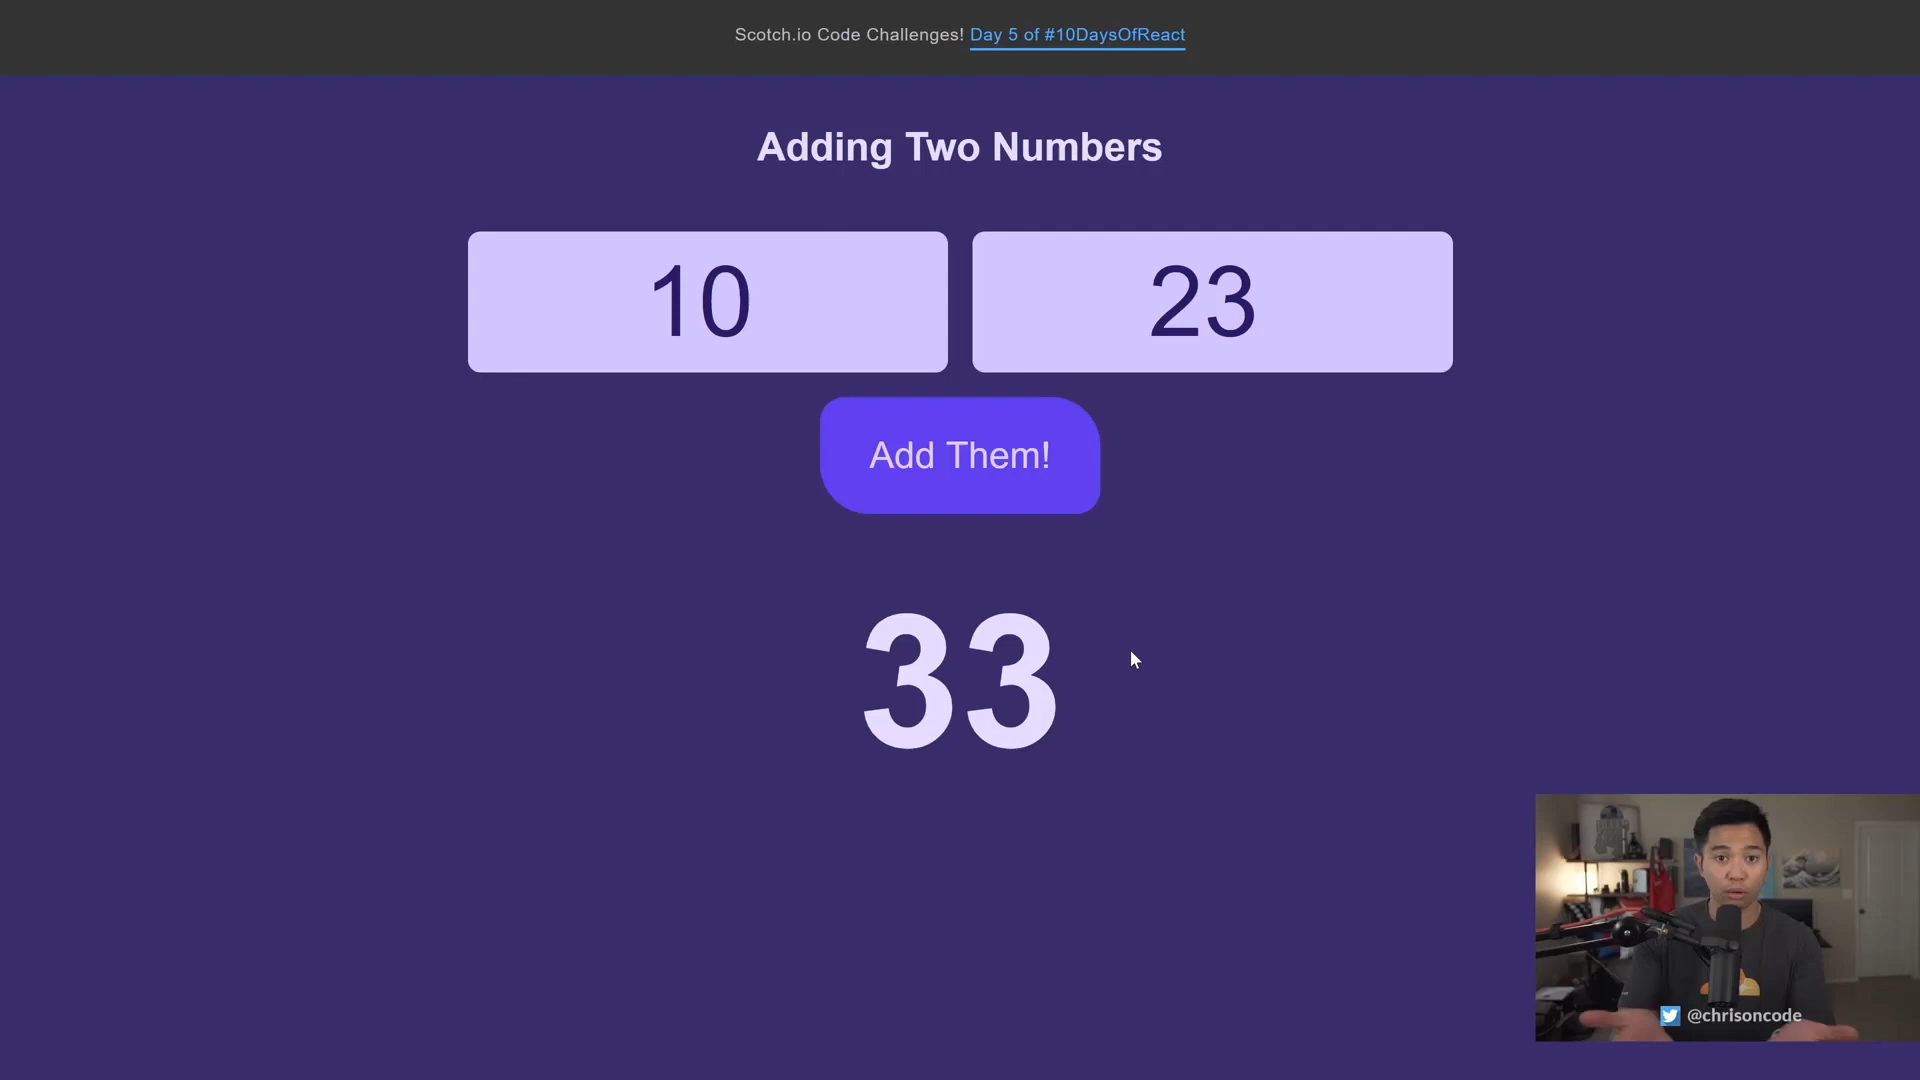 Scotch.io Code Challenges! Day 5 of #10DaysOfReact
Adding Two Numbers
10 23
Add Them!
33
@chrisoncode